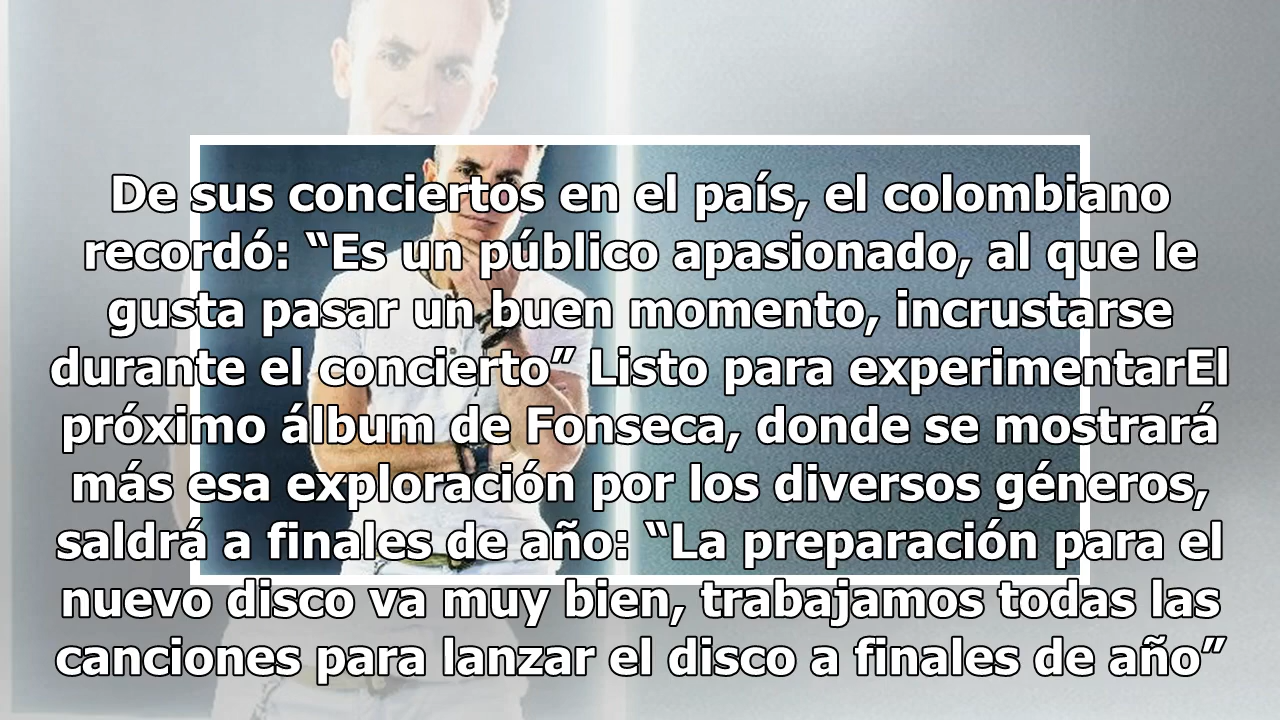 De sus conciertos en el país, el colombiano
recordó: “Es un público apasionado, al que le
gusta pasar un buen momento, incrustarse
durante el concierto” Listo para experimentarEl
próximo álbum de Fonseca, donde se mostrará
más esa exploración por los diversos géneros,
saldrá a finales de año: “La preparación para el
nuevo disco va muy bien, trabajamos todas las
canciones para lanzar el disco a finales de año”